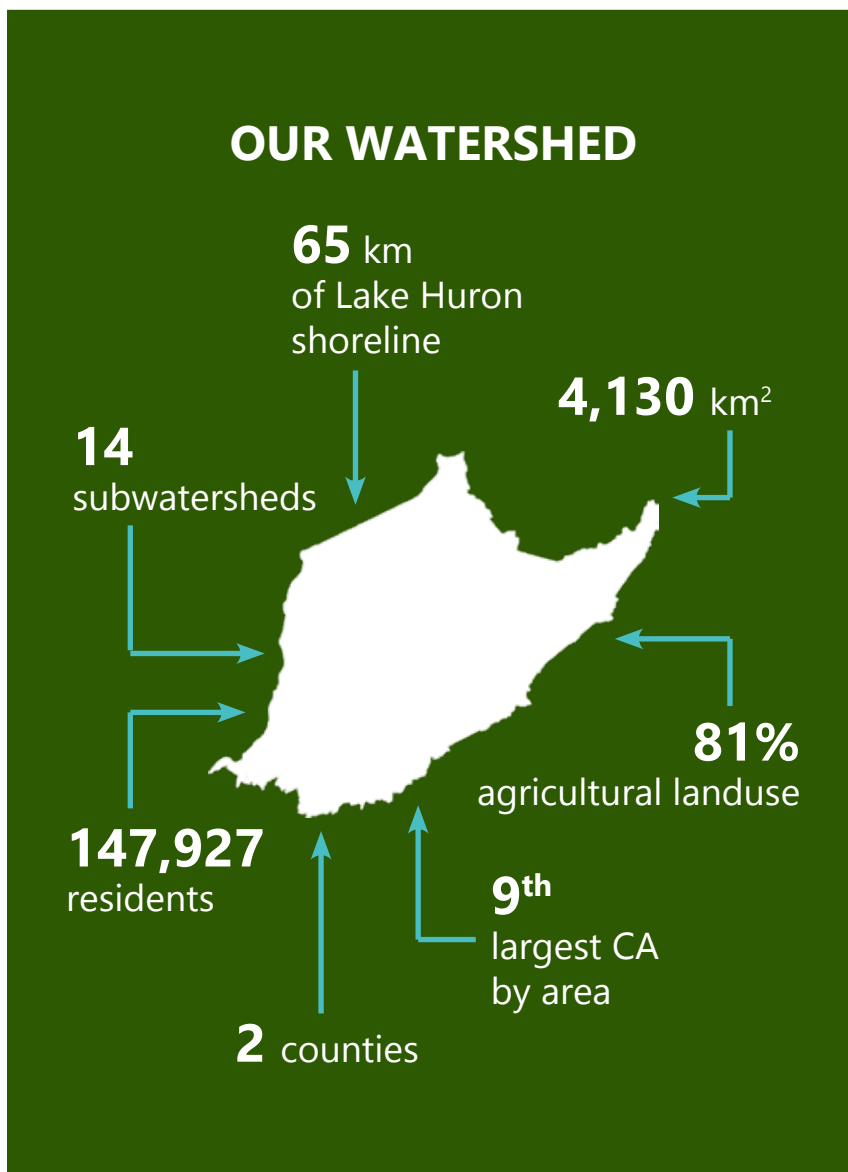 OUR WATERSHED
65 km
of Lake Huron
shoreline
4,130 km²
14
subwatersheds
81%
agricultural landuse
147,927
residents
9th
largest CA
by area
2 counties